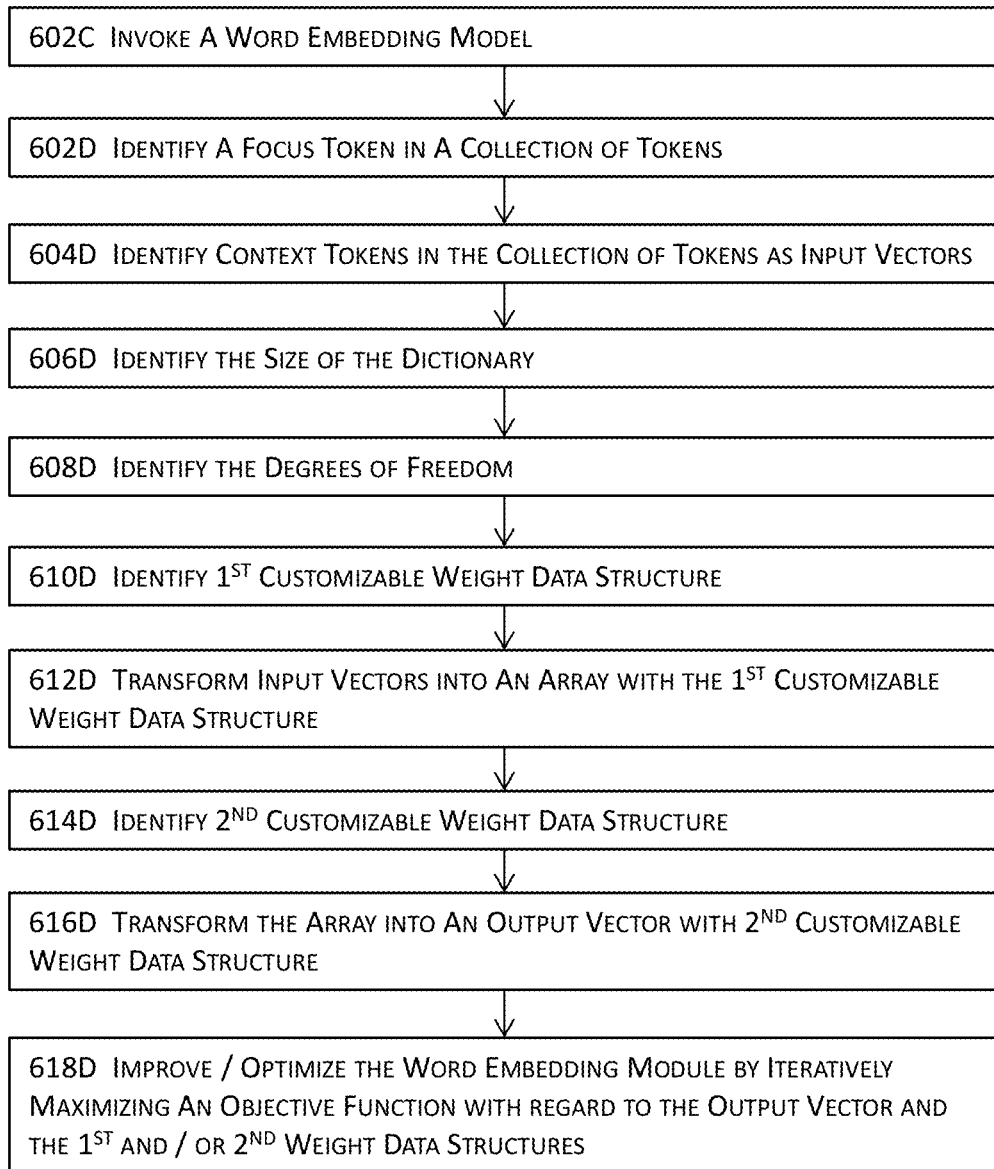 602C INVOKE A WORD EMBEDDING MODEL
602D IDENTIFY A FOCUS TOKEN IN A COLLECTION OF TOKENS
604D IDENTIFY CONTEXT TOKENS IN THE COLLECTION OF TOKENS AS INPUT VECTORS
606D IDENTIFY THE SIZE OF THE DICTIONARY
608D IDENTIFY THE DEGREES OF FREEDOM
610D IDENTIFY 1ST CUSTOMIZABLE WEIGHT DATA STRUCTURE
612D TRANSFORM INPUT VECTORS INTO AN ARRAY WITH THE 1ST CUSTOMIZABLE
WEIGHT DATA STRUCTURE
614D IDENTIFY 2ND CUSTOMIZABLE WEIGHT DATA STRUCTURE
616D TRANSFORM THE ARRAY INTO AN OUTPUT VECTOR WITH 2ND CUSTOMIZABLE
WEIGHT DATA STRUCTURE
618D IMPROVE / OPTIMIZE THE WORD EMBEDDING MODULE BY ITERATIVELY
MAXIMIZING AN OBJECTIVE FUNCTION WITH REGARD TO THE OUTPUT VECTOR AND
THE 1ST AND / OR 2ND WEIGHT DATA STRUCTURES